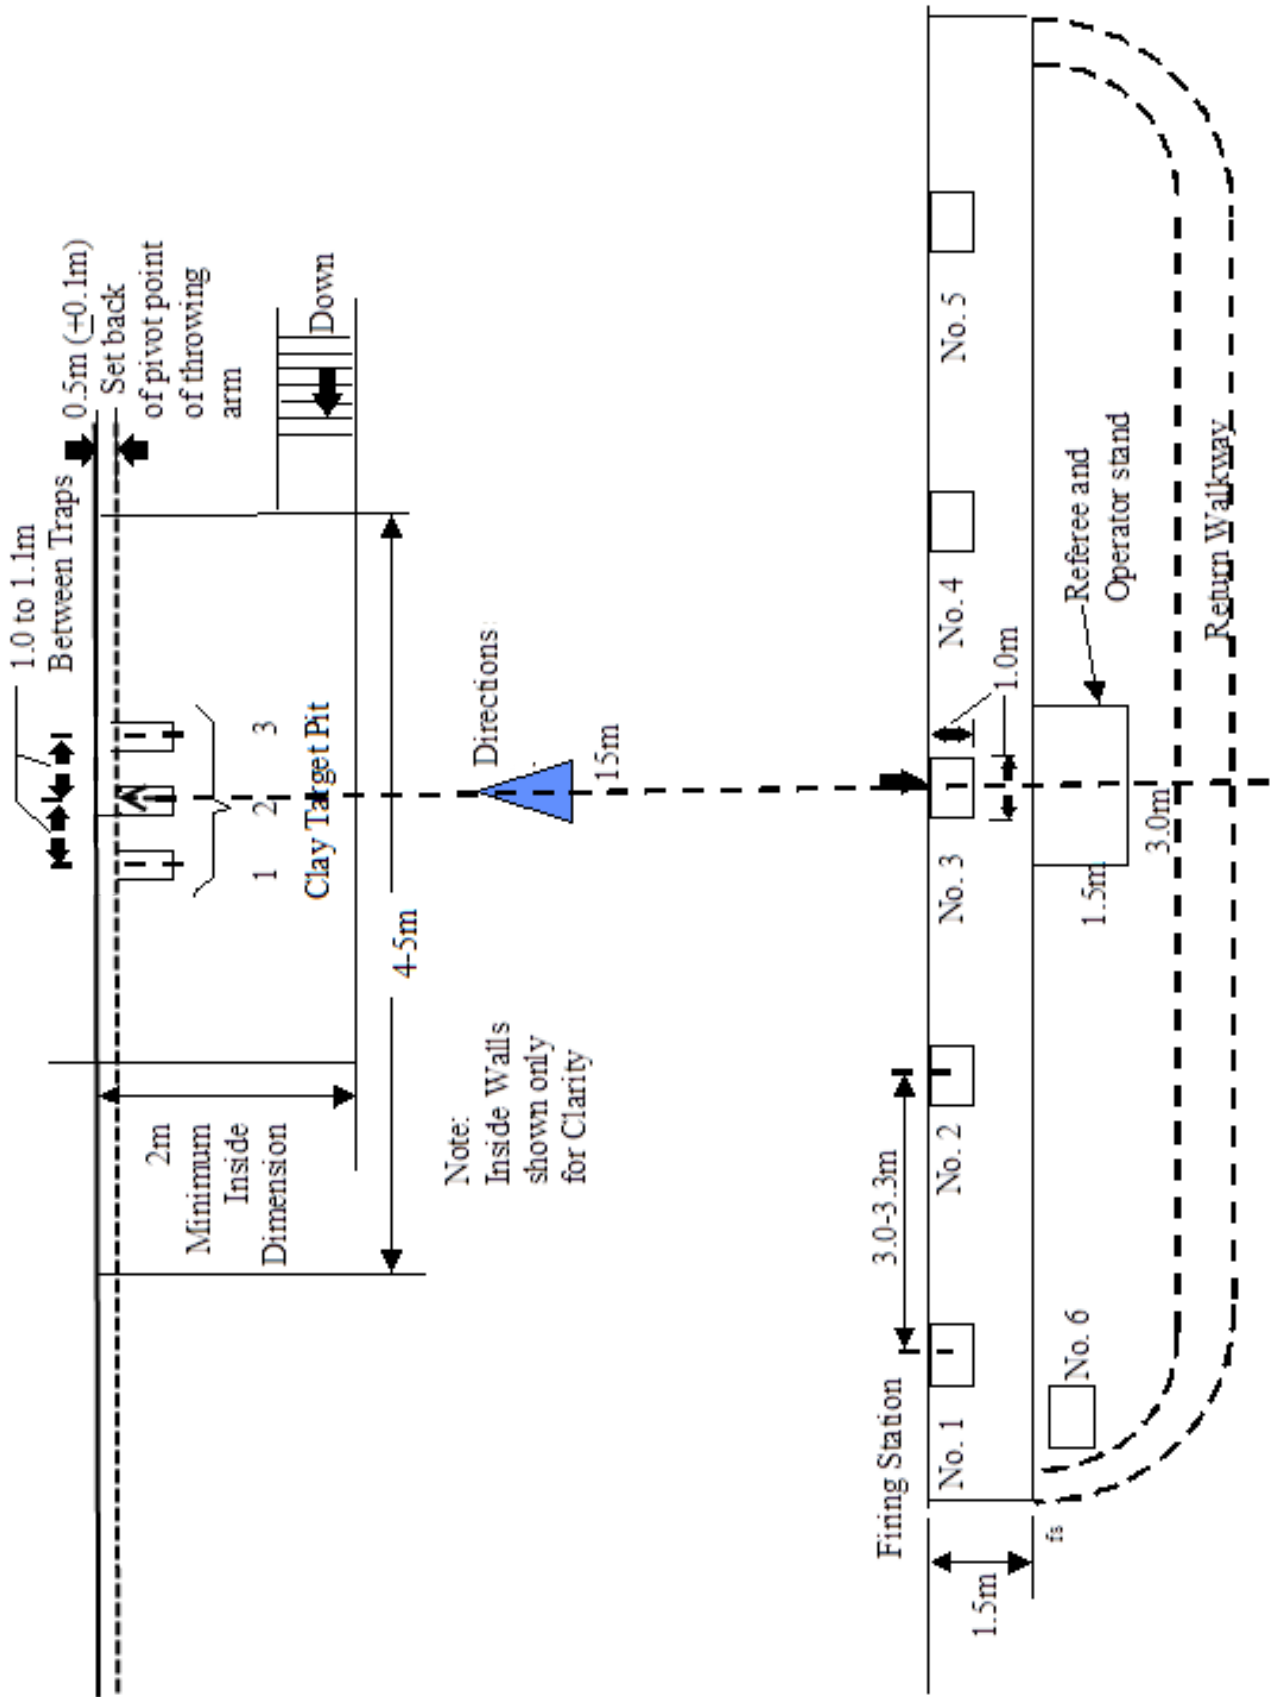 1.0 to 1.1m
Between Traps
0.5m (±0.1m)
Set back
of pivot point
of throwing
arm
Down
1
2
3
Clay Target Pit
2m
Minimum
Inside
Dimension
4-5m
Note:
Inside Walls
shown only
for Clarity
Directions:
15m
Firing Station
3.0-3.3m
No. 1
No. 2
No. 3
No. 4
No. 5
1.0m
1.5m
fs
No. 6
1.5m
3.0m
Referee and
Operator stand
Return Walkway